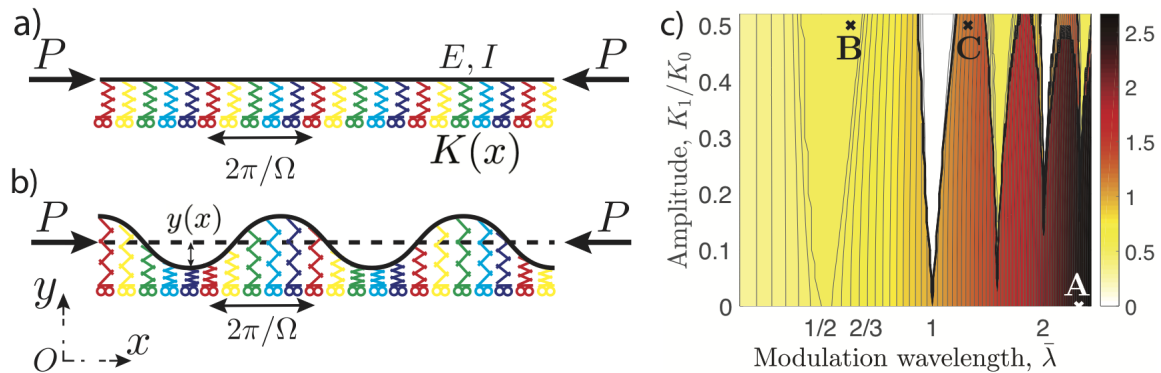 a)
P
E, I
P
2π/Ω
K(x)
b)
P
y(x)
P
y
2π/Ω
O
x
c)
Amplitude, K₁/K₀
0.5
0.4
0.3
0.2
0.1
0
B
C
A
1/2
2/3
1
2
Modulation wavelength, λ̄
2.5
2
1.5
1
0.5
0